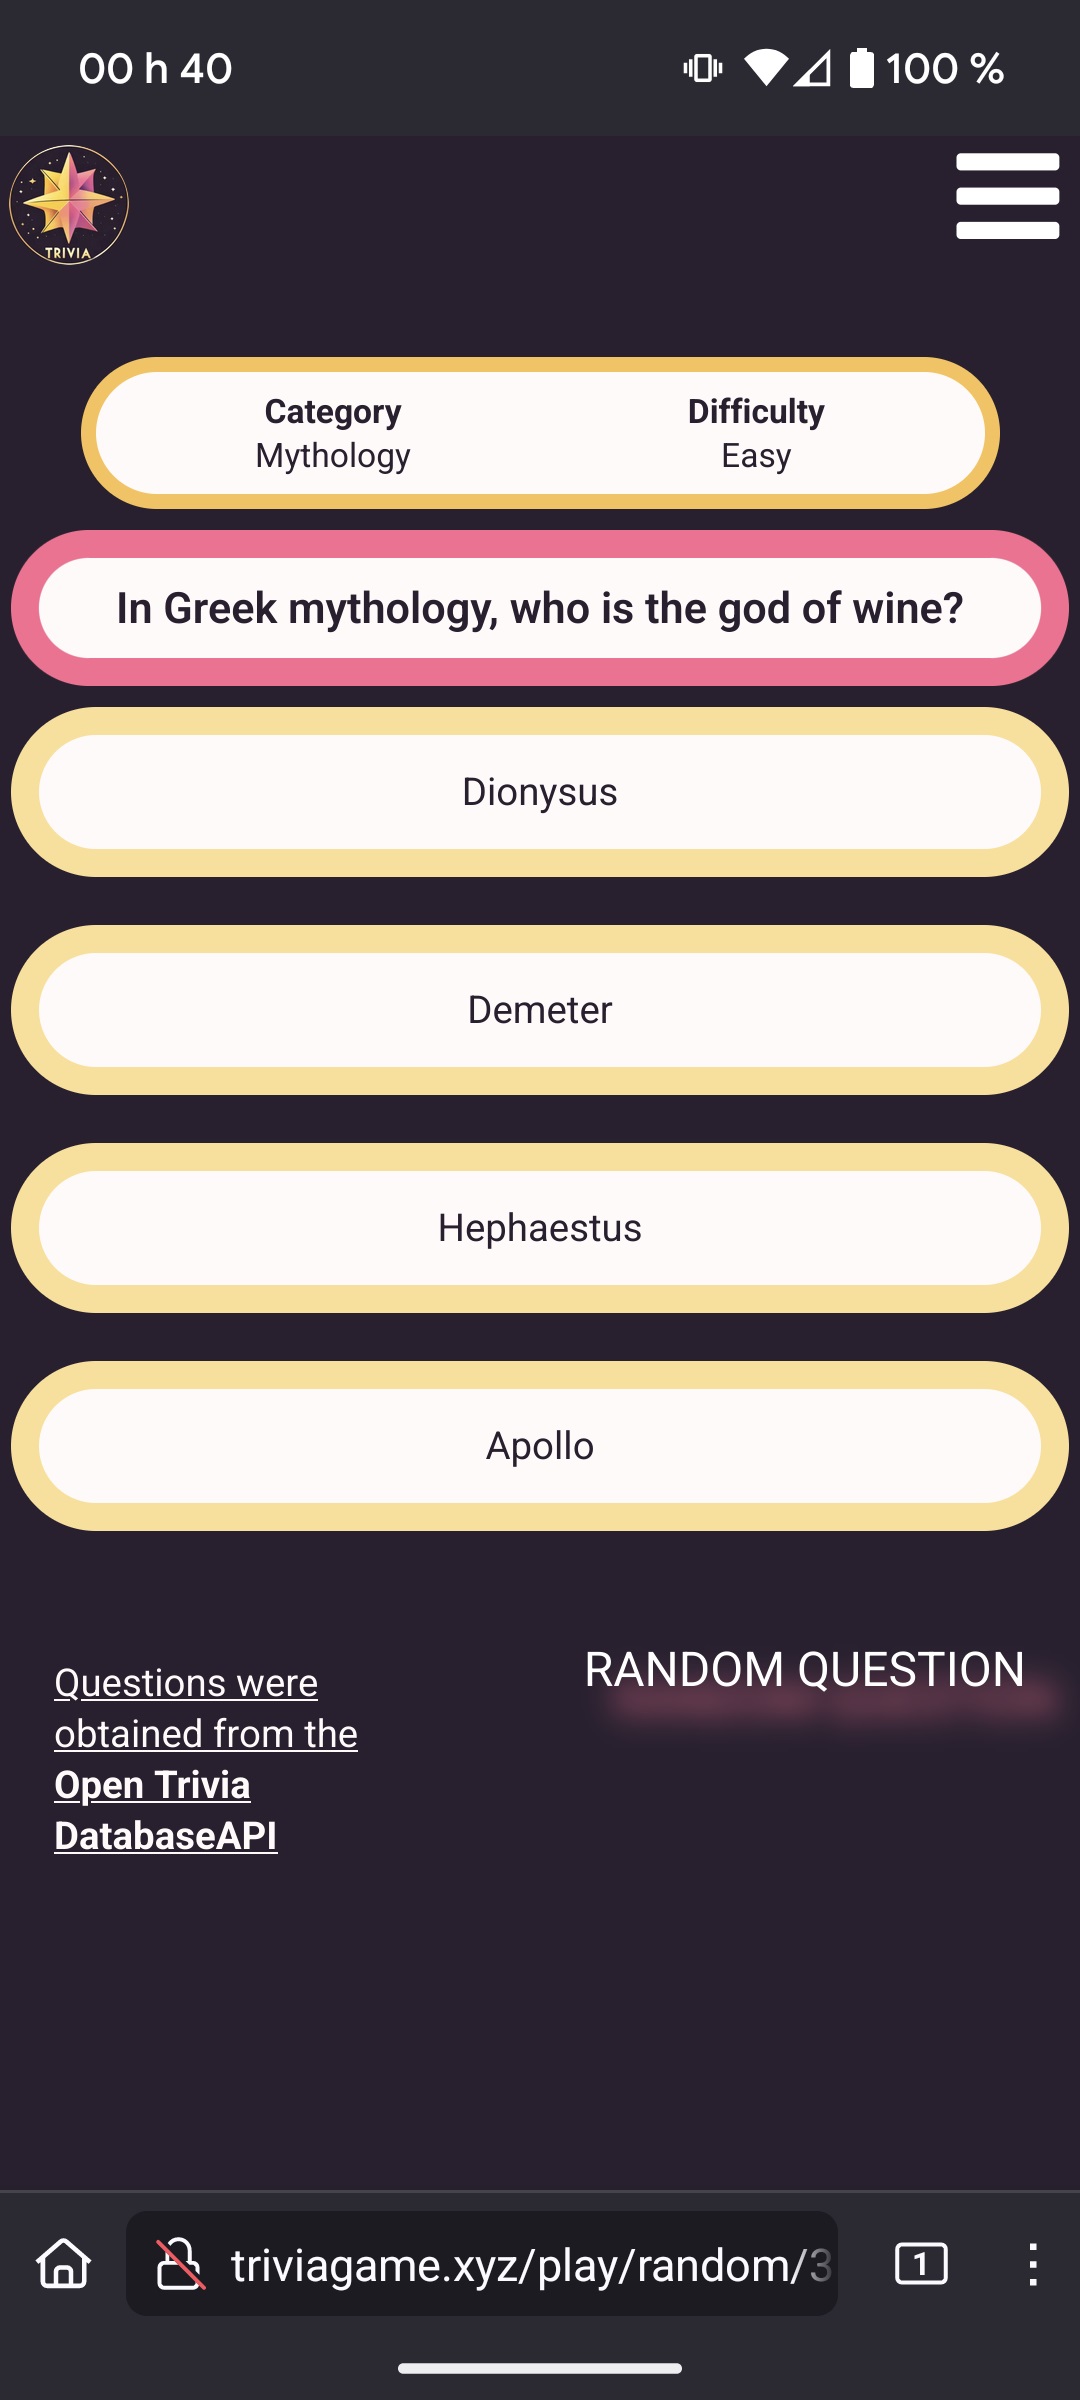 00 h 40
100 %
TRIVIA
Category
Mythology
Difficulty
Easy
In Greek mythology, who is the god of wine?
Dionysus
Demeter
Hephaestus
Apollo
Questions were
obtained from the
Open Trivia
DatabaseAPI
RANDOM QUESTION
triviagame.xyz/play/random/3
1